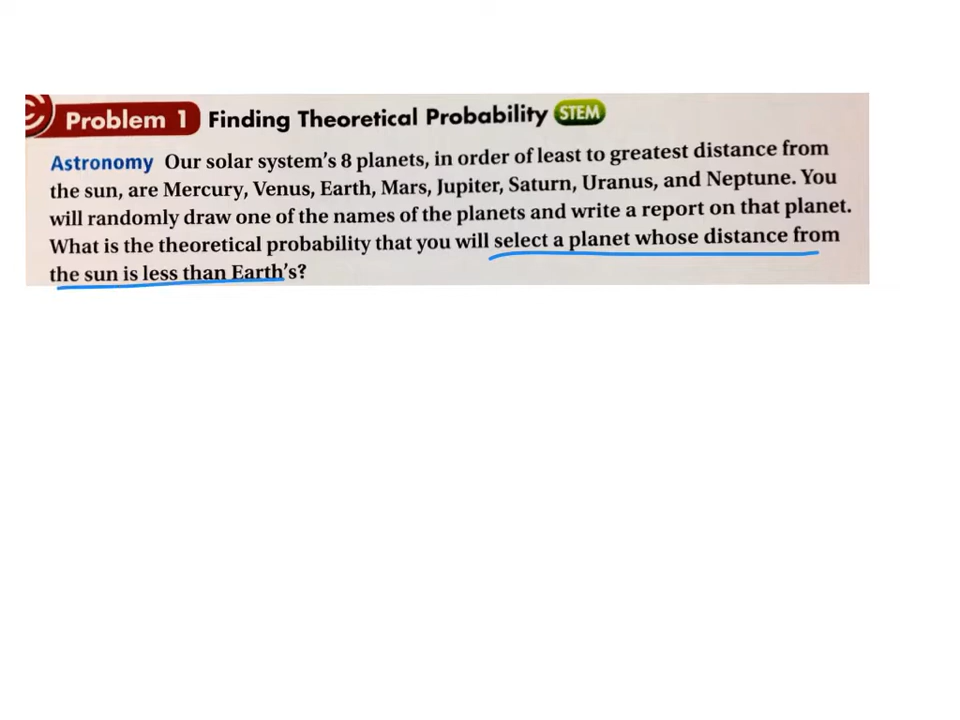 Problem 1 Finding Theoretical Probability STEM
Astronomy Our solar system's 8 planets, in order of least to greatest distance from
the sun, are Mercury, Venus, Earth, Mars, Jupiter, Saturn, Uranus, and Neptune. You
will randomly draw one of the names of the planets and write a report on that planet.
What is the theoretical probability that you will select a planet whose distance from
the sun is less than Earth's?